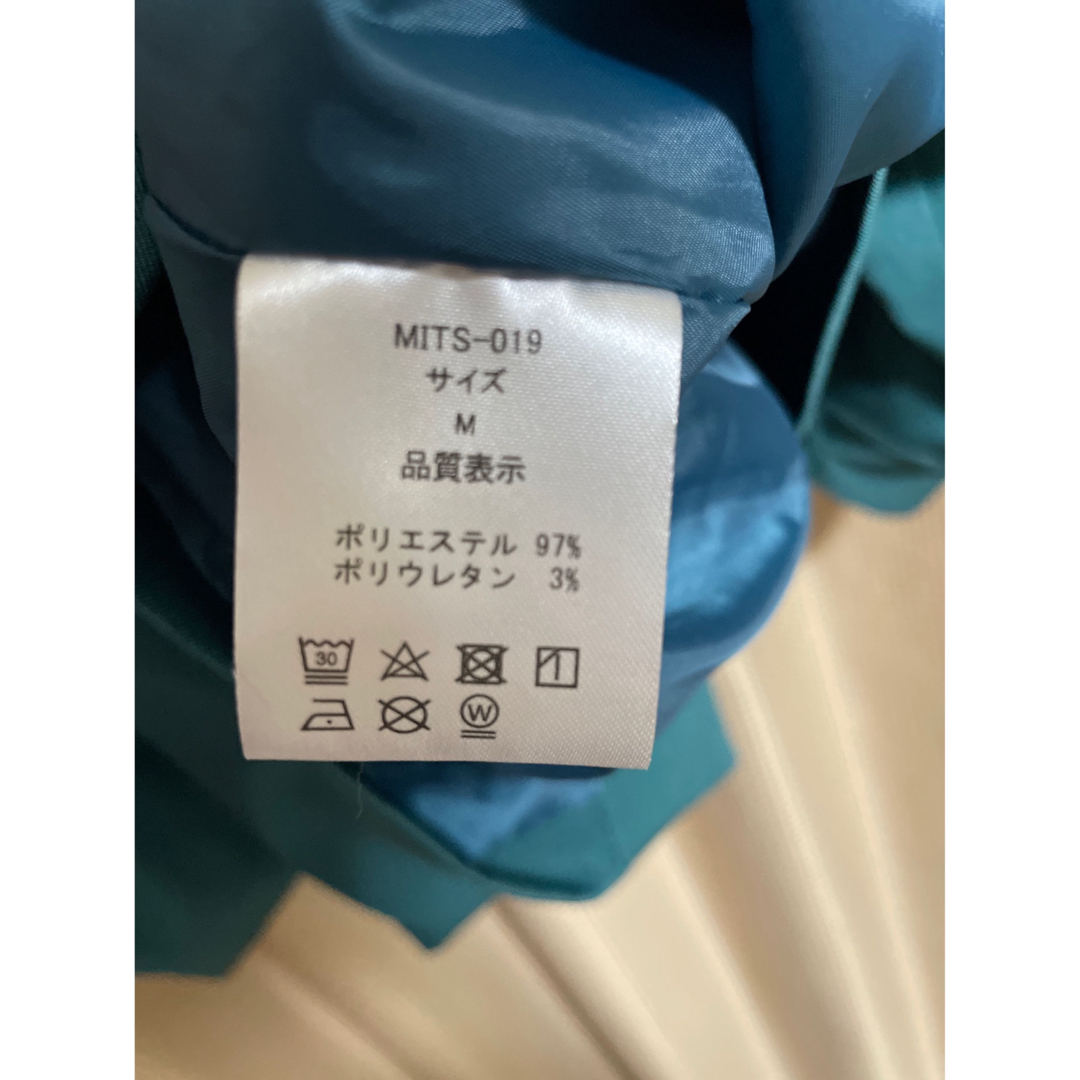 MITS-019
サイズ
M
品質表示
ポリエステル 97%
ポリウレタン 3%
30
W